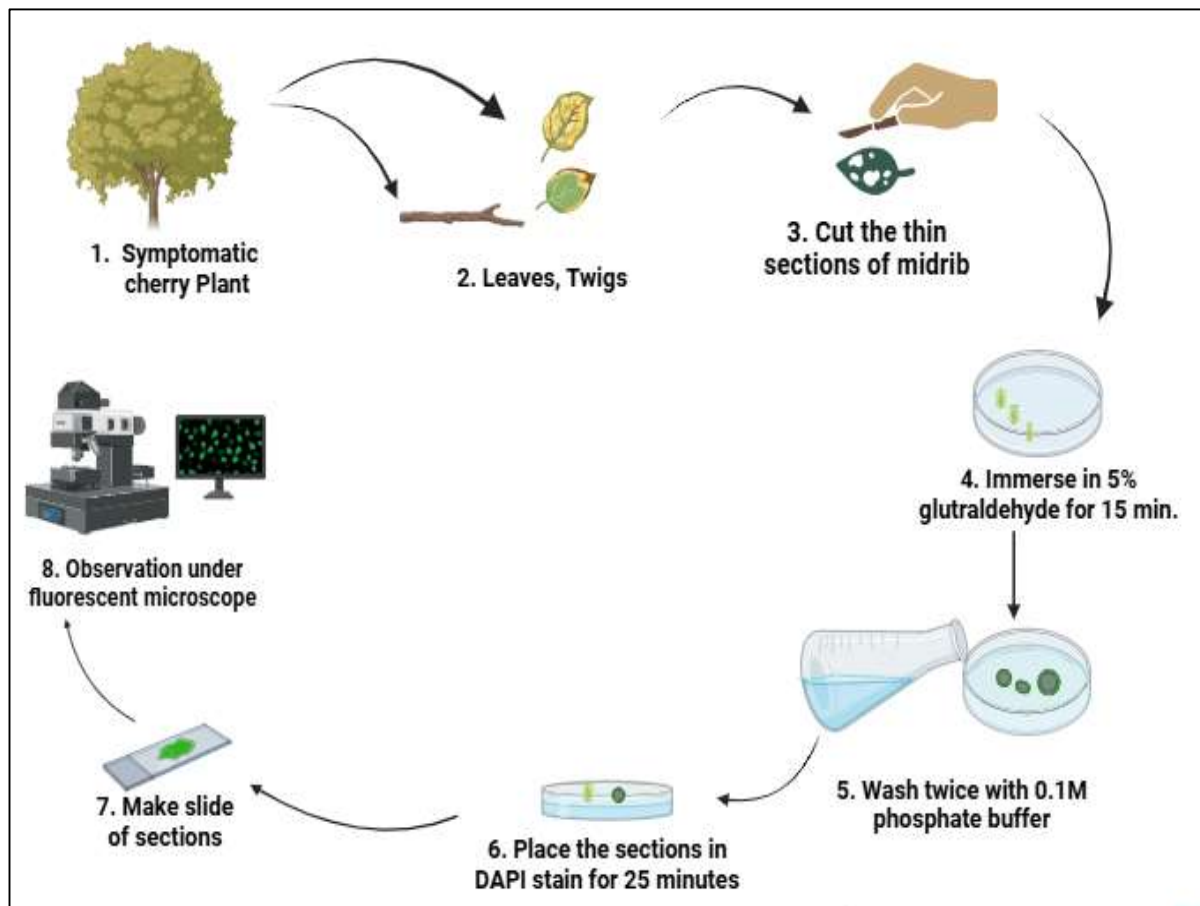 1. Symptomatic
cherry Plant
2. Leaves, Twigs
3. Cut the thin
sections of midrib
4. Immerse in 5%
glutraldehyde for 15 min.
5. Wash twice with 0.1M
phosphate buffer
6. Place the sections in
DAPI stain for 25 minutes
7. Make slide
of sections
8. Observation under
fluorescent microscope